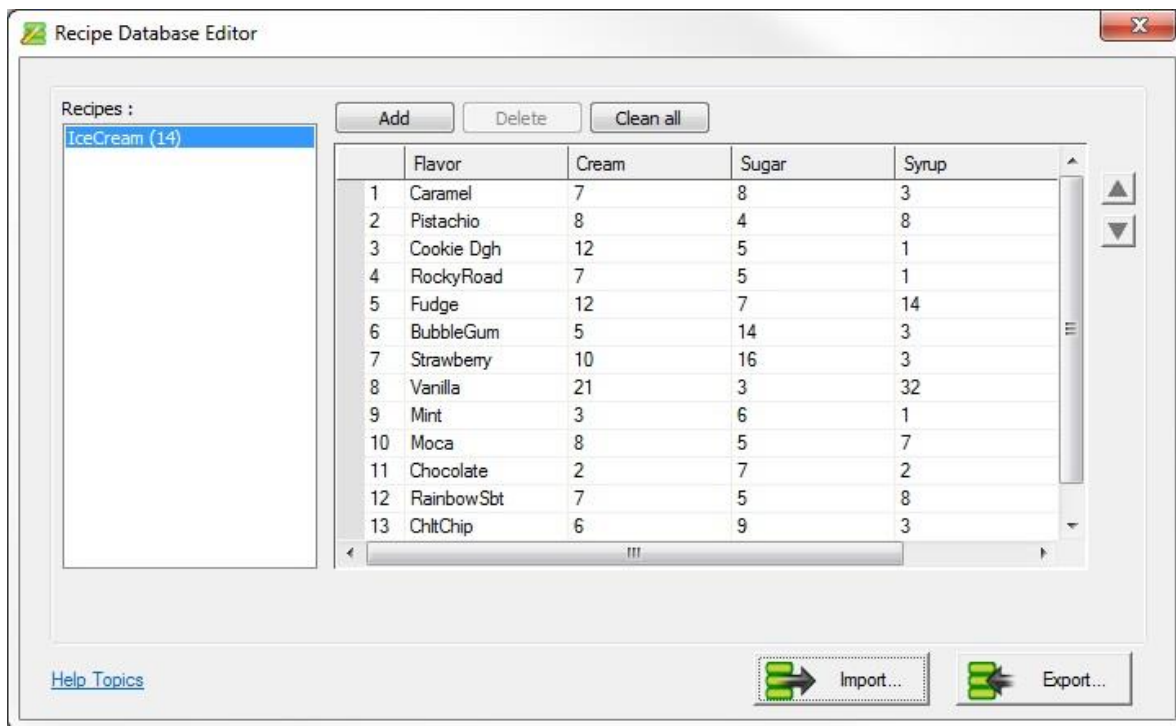 Recipe Database Editor
Recipes :
IceCream (14)
Add Delete Clean all
Flavor Cream Sugar Syrup
1 Caramel 7 8 3
2 Pistachio 8 4 8
3 Cookie Dgh 12 5 1
4 RockyRoad 7 5 1
5 Fudge 12 7 14
6 BubbleGum 5 14 3
7 Strawberry 10 16 3
8 Vanilla 21 3 32
9 Mint 3 6 1
10 Moca 8 5 7
11 Chocolate 2 7 2
12 RainbowSbt 7 5 8
13 ChltChip 6 9 3
Help Topics
Import...
Export...